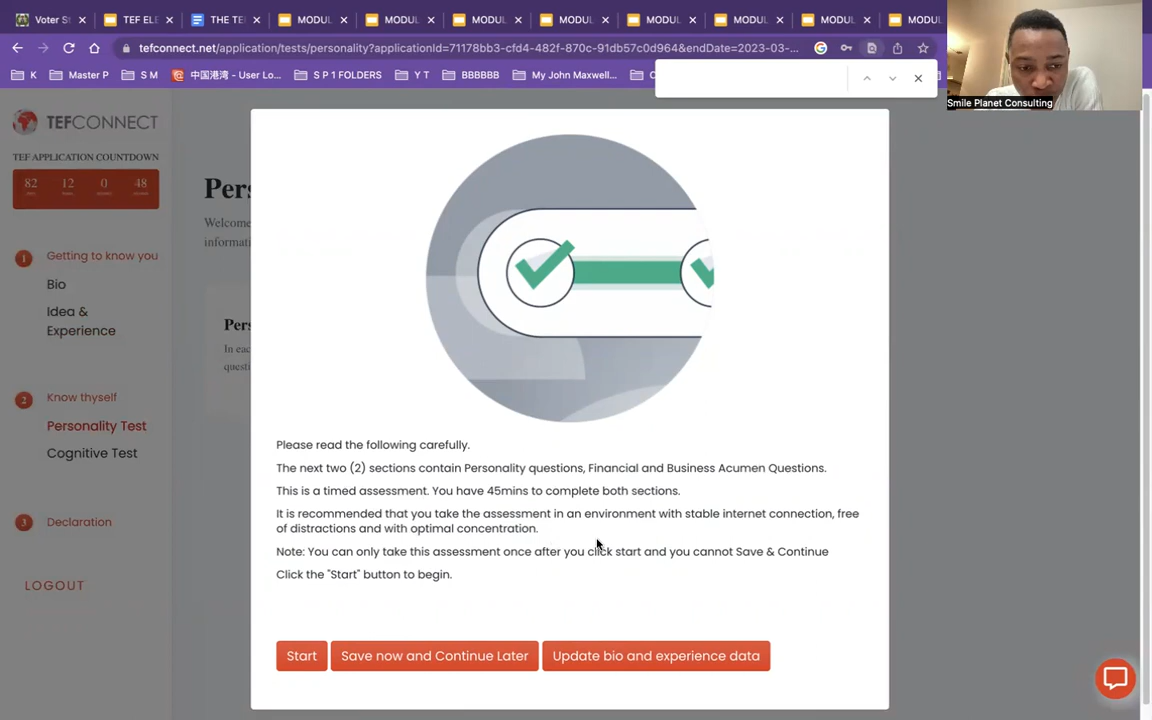 Voter S
TEF ELE
THE TE
MODUL
MODUL
MODUL
MODUL
MODUL
MODUL
MODUL
MODUL
tefconnect.net/application/tests/personality?applicationId=71178bb3-cfd4-482f-870c-91db57c0d964&endDate=2023-03-...
K
Master P
S M
中国港湾 - User Lo...
S P 1 FOLDERS
Y T
BBBBBB
My John Maxwel...
Smile Planet Consulting
TEFCONNECT
TEF APPLICATION COUNTDOWN
82 12 0 48
Pers
Welcome
informati
1 Getting to know you
Bio
Idea &
Experience
Pers
In eac
questi
2 Know thyself
Personality Test
Cognitive Test
3 Declaration
LOGOUT
Please read the following carefully.
The next two (2) sections contain Personality questions, Financial and Business Acumen Questions.
This is a timed assessment. You have 45mins to complete both sections.
It is recommended that you take the assessment in an environment with stable internet connection, free
of distractions and with optimal concentration.
Note: You can only take this assessment once after you click start and you cannot Save & Continue
Click the "Start" button to begin.
Start
Save now and Continue Later
Update bio and experience data